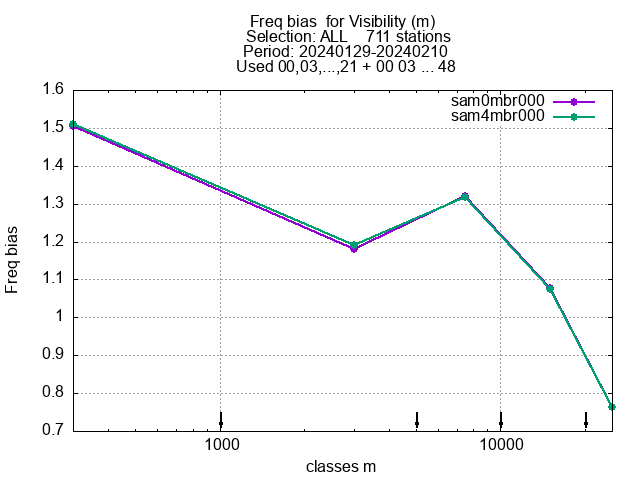 Freq bias  for Visibility (m)
Selection: ALL    711 stations
Period: 20240129-20240210
Used 00,03,...,21 + 00 03 ... 48
sam0mbr000
sam4mbr000
1.6
1.5
1.4
1.3
1.2
1.1
1
0.9
0.8
0.7
Freq bias
1000
10000
classes m